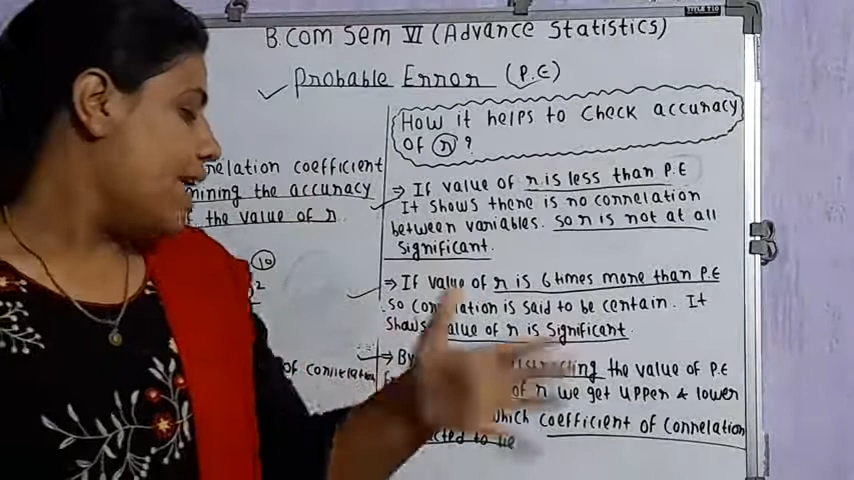 B.Com Sem VI (Advance Statistics)
Probable Error (P.E)
How it helps to Check accuracy
of r ?
relation coefficient
mining the accuracy
the value of r
10
2
of correlation
⇒ If value of r is less than P.E
It shows there is no correlation
between variables. so r is not at all
significant.
⇒ If value of r is 6 times more than P.E
so Correlation is said to be certain. It
shows value of r is significant.
⇒ By the value of P.E
of r we get upper & lower
which coefficient of Correlation
to be